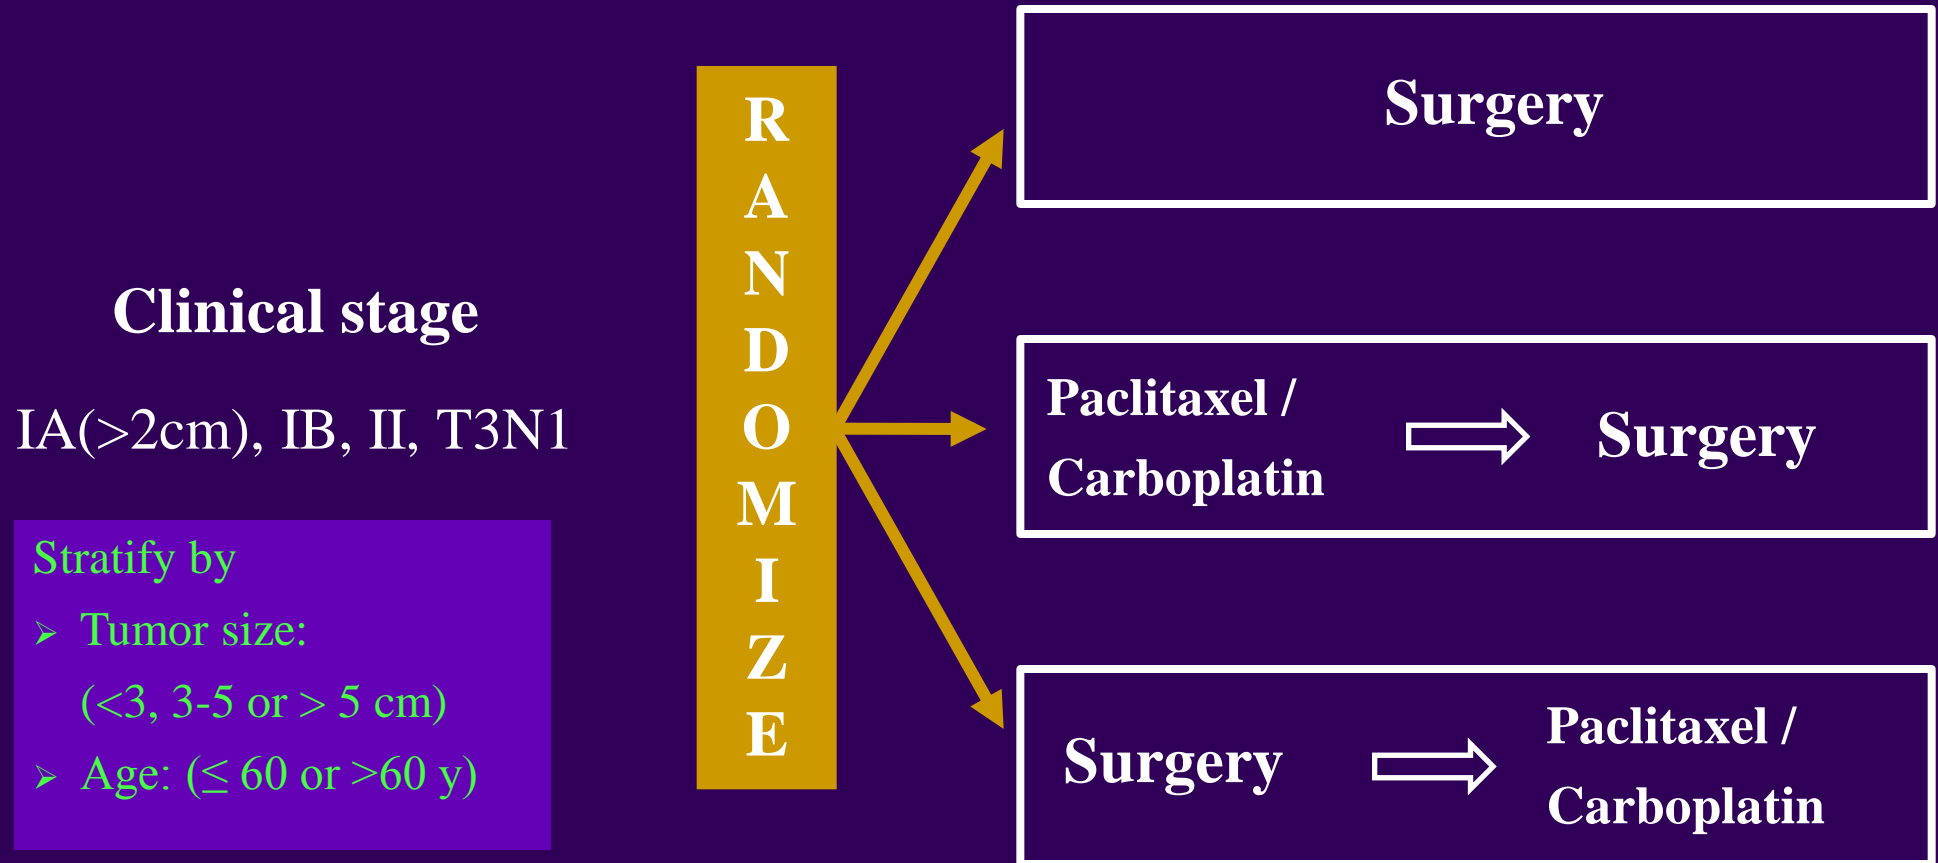 Clinical stage
IA(>2cm), IB, II, T3N1
Stratify by
➢ Tumor size:
(<3, 3-5 or > 5 cm)
➢ Age: (≤ 60 or >60 y)
R
A
N
D
O
M
I
Z
E
Surgery
Paclitaxel /
Carboplatin
Surgery
Surgery
Paclitaxel /
Carboplatin